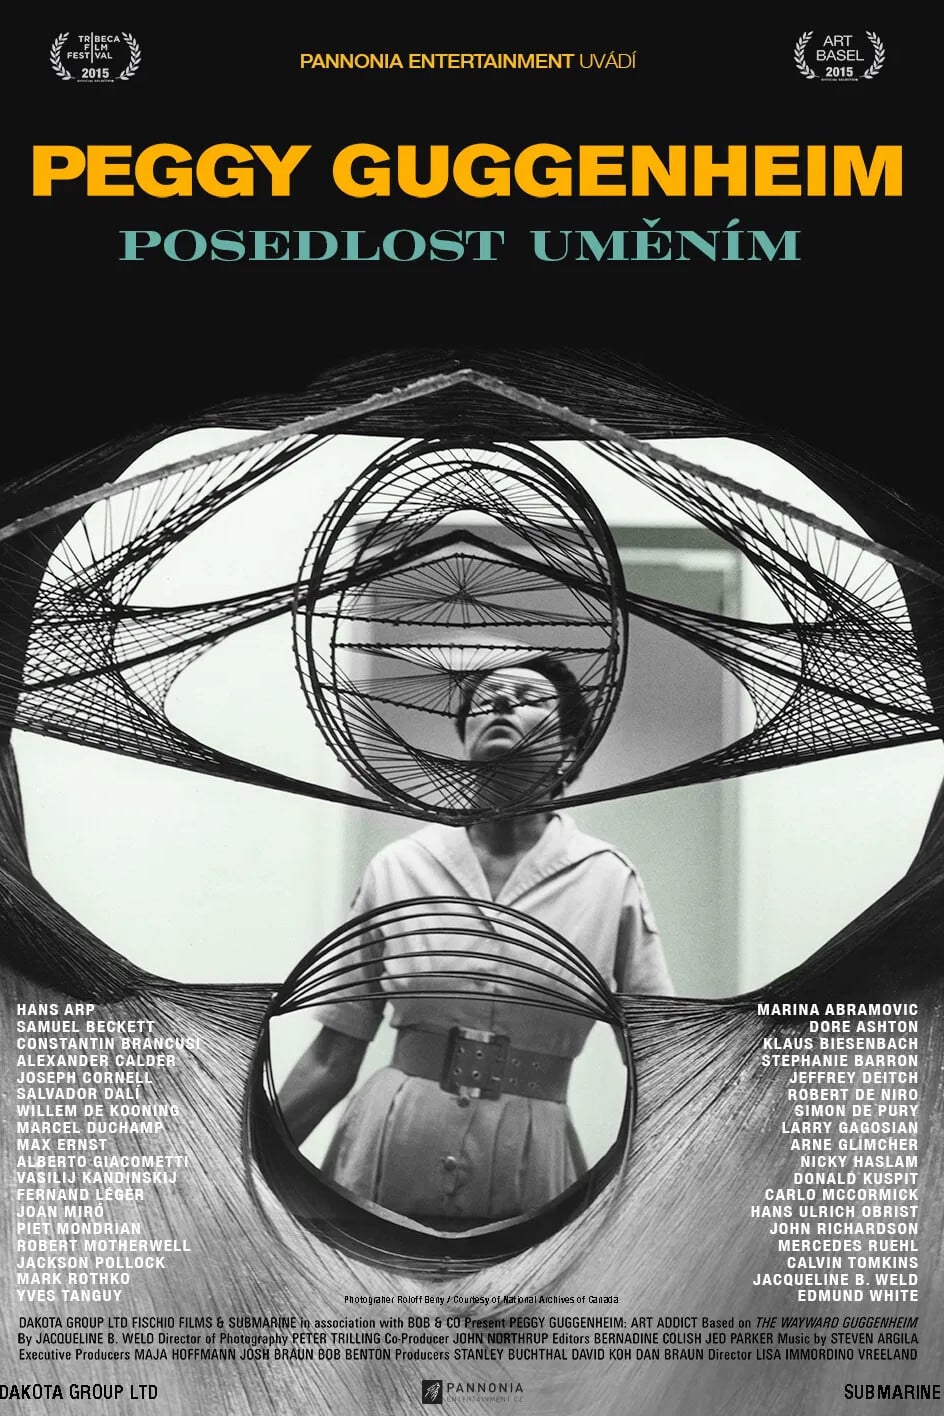 TRIBECA
FILM
FESTIVAL
2015
OFFICIAL SELECTION
PANNONIA ENTERTAINMENT UVÁDÍ
ART
BASEL
2015
OFFICIAL SELECTION
PEGGY GUGGENHEIM
POSEDLOST UMĚNÍM
HANS ARP
SAMUEL BECKETT
CONSTANTIN BRANCUSI
ALEXANDER CALDER
JOSEPH CORNELL
SALVADOR DALÍ
WILLEM DE KOONING
MARCEL DUCHAMP
MAX ERNST
ALBERTO GIACOMETTI
VASILIJ KANDINSKIJ
FERNAND LÉGER
JOAN MIRÓ
PIET MONDRIAN
ROBERT MOTHERWELL
JACKSON POLLOCK
MARK ROTHKO
YVES TANGUY
MARINA ABRAMOVIC
DORE ASHTON
KLAUS BIESENBACH
STEPHANIE BARRON
JEFFREY DEITCH
ROBERT DE NIRO
SIMON DE PURY
LARRY GAGOSIAN
ARNE GLIMCHER
NICKY HASLAM
DONALD KUSPIT
CARLO MCCORMICK
HANS ULRICH OBRIST
JOHN RICHARDSON
MERCEDES RUEHL
CALVIN TOMKINS
JACQUELINE B. WELD
EDMUND WHITE
Photograher Roloff Beny / Courtesy of National Archives of Canada
DAKOTA GROUP LTD FISCHIO FILMS & SUBMARINE in association with BOB & CO Present PEGGY GUGGENHEIM: ART ADDICT Based on THE WAYWARD GUGGENHEIM
By JACQUELINE B. WELD Director of Photography PETER TRILLING Co-Producer JOHN NORTHRUP Editors BERNADINE COLISH JED PARKER Music by STEVEN ARGILA
Executive Producers MAJA HOFFMANN JOSH BRAUN BOB BENTON Producers STANLEY BUCHTHAL DAVID KOH DAN BRAUN Director LISA IMMORDINO VREELAND
DAKOTA GROUP LTD
PANNONIA
ENTERTAINMENT CZ
SUBMARINE